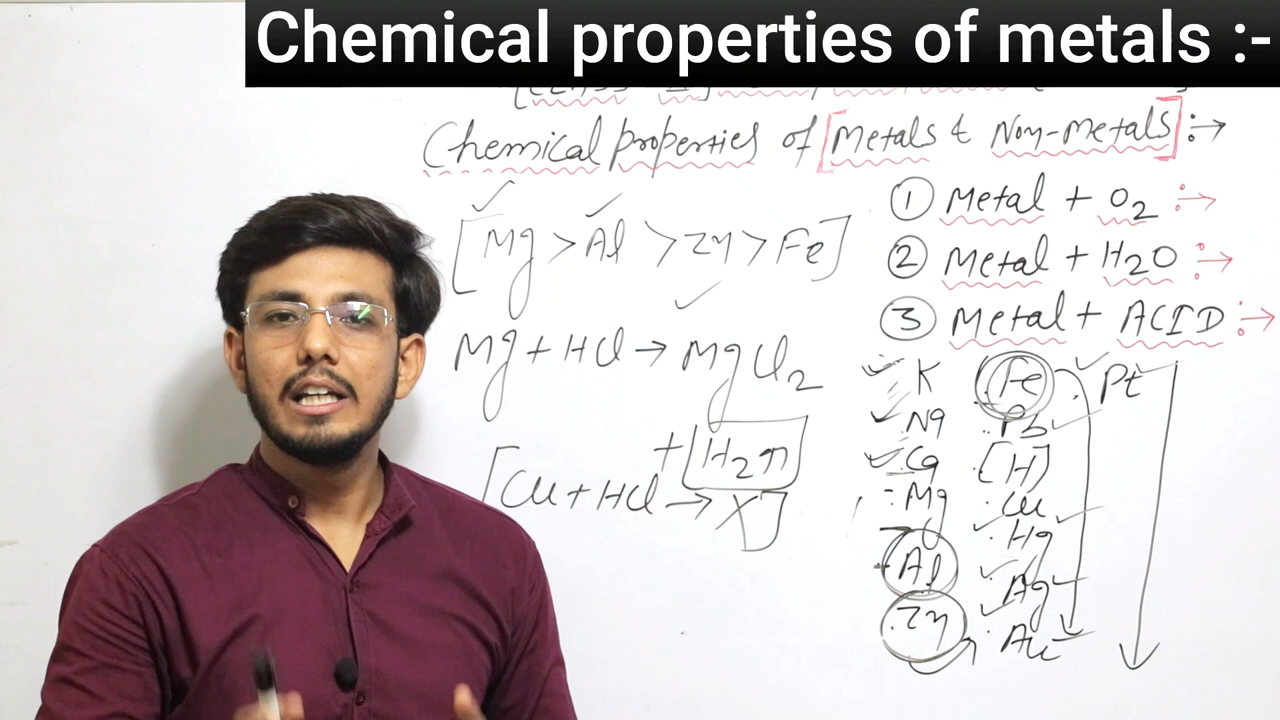 Chemical properties of metals :-
Chemical properties of [Metals & Non-Metals] :→
[Mg > Al > Zn > Fe]
Mg + HCl → MgCl2
+ H2↑
[Cu + HCl → X]
① Metal + O2 :→
② Metal + H2O :→
③ Metal + ACID :→
K Fe Pt
Na Pb
Ca [H]
Mg Cu
Hg
Al Ag
Zn Au